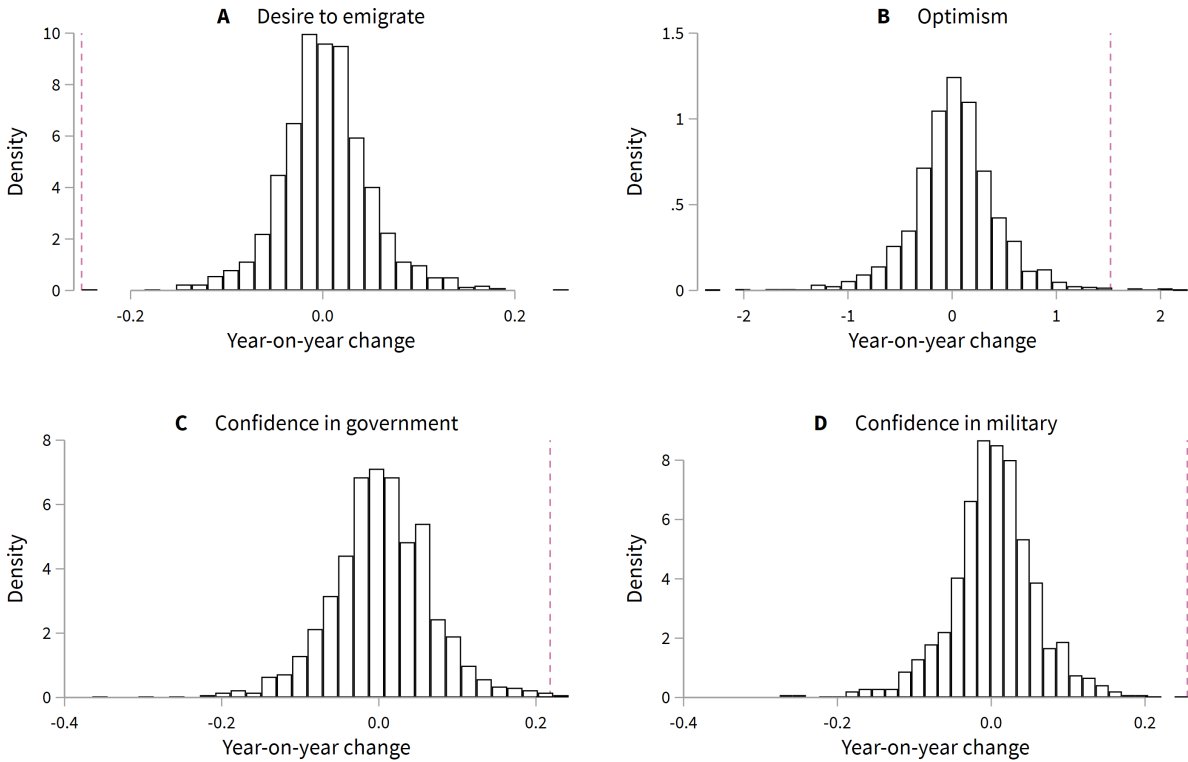 A Desire to emigrate
10
8
6
4
2
0
Density
-0.2 0.0 0.2
Year-on-year change
B Optimism
1.5
1
.5
0
Density
-2 -1 0 1 2
Year-on-year change
C Confidence in government
8
6
4
2
0
Density
-0.4 -0.2 0.0 0.2
Year-on-year change
D Confidence in military
8
6
4
2
0
Density
-0.4 -0.2 0.0 0.2
Year-on-year change